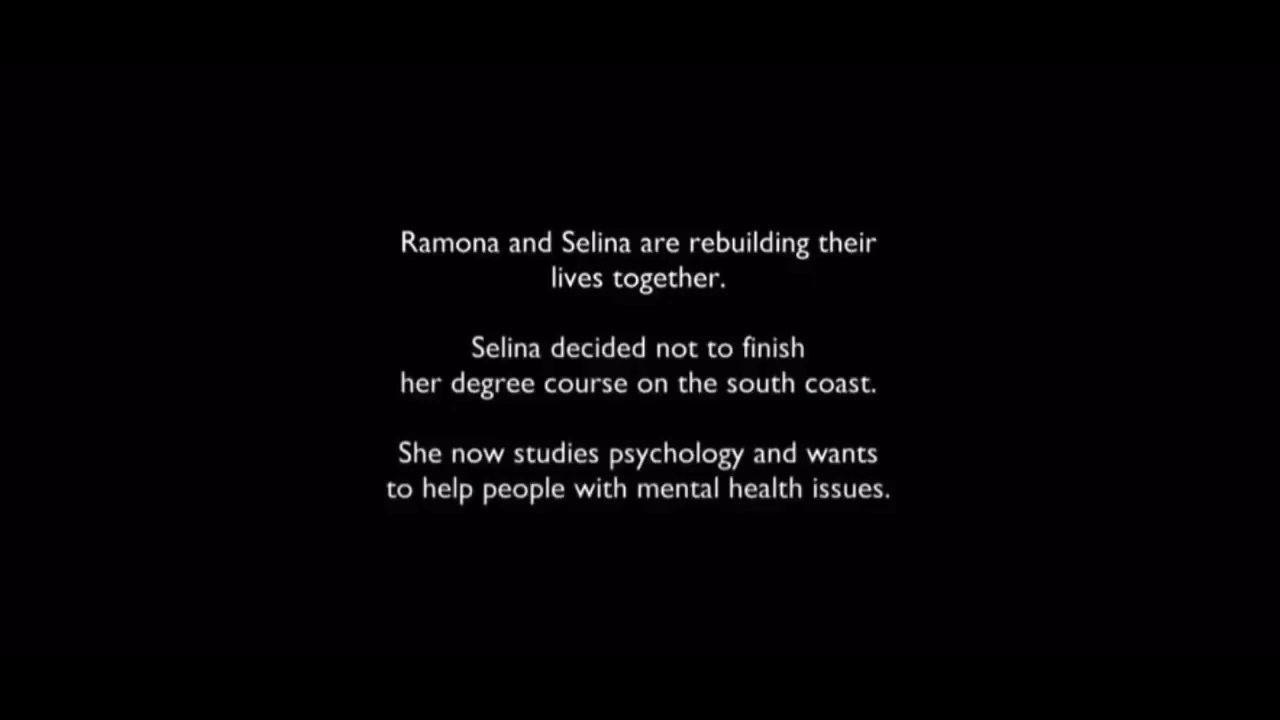 Ramona and Selina are rebuilding their
lives together.
Selina decided not to finish
her degree course on the south coast.
She now studies psychology and wants
to help people with mental health issues.